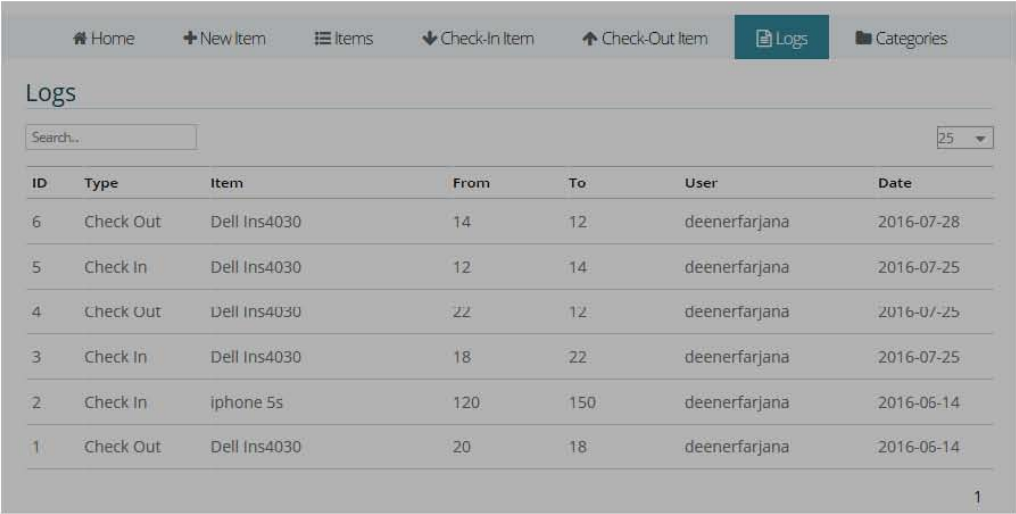 Home New Item Items Check-In Item Check-Out Item Logs Categories
Logs
Search..
25
ID Type Item From To User Date
6 Check Out Dell Ins4030 14 12 deenerfarjana 2016-07-28
5 Check In Dell Ins4030 12 14 deenerfarjana 2016-07-25
4 Check Out Dell Ins4030 22 12 deenerfarjana 2016-07-25
3 Check In Dell Ins4030 18 22 deenerfarjana 2016-07-25
2 Check In iphone 5s 120 150 deenerfarjana 2016-06-14
1 Check Out Dell Ins4030 20 18 deenerfarjana 2016-06-14
1